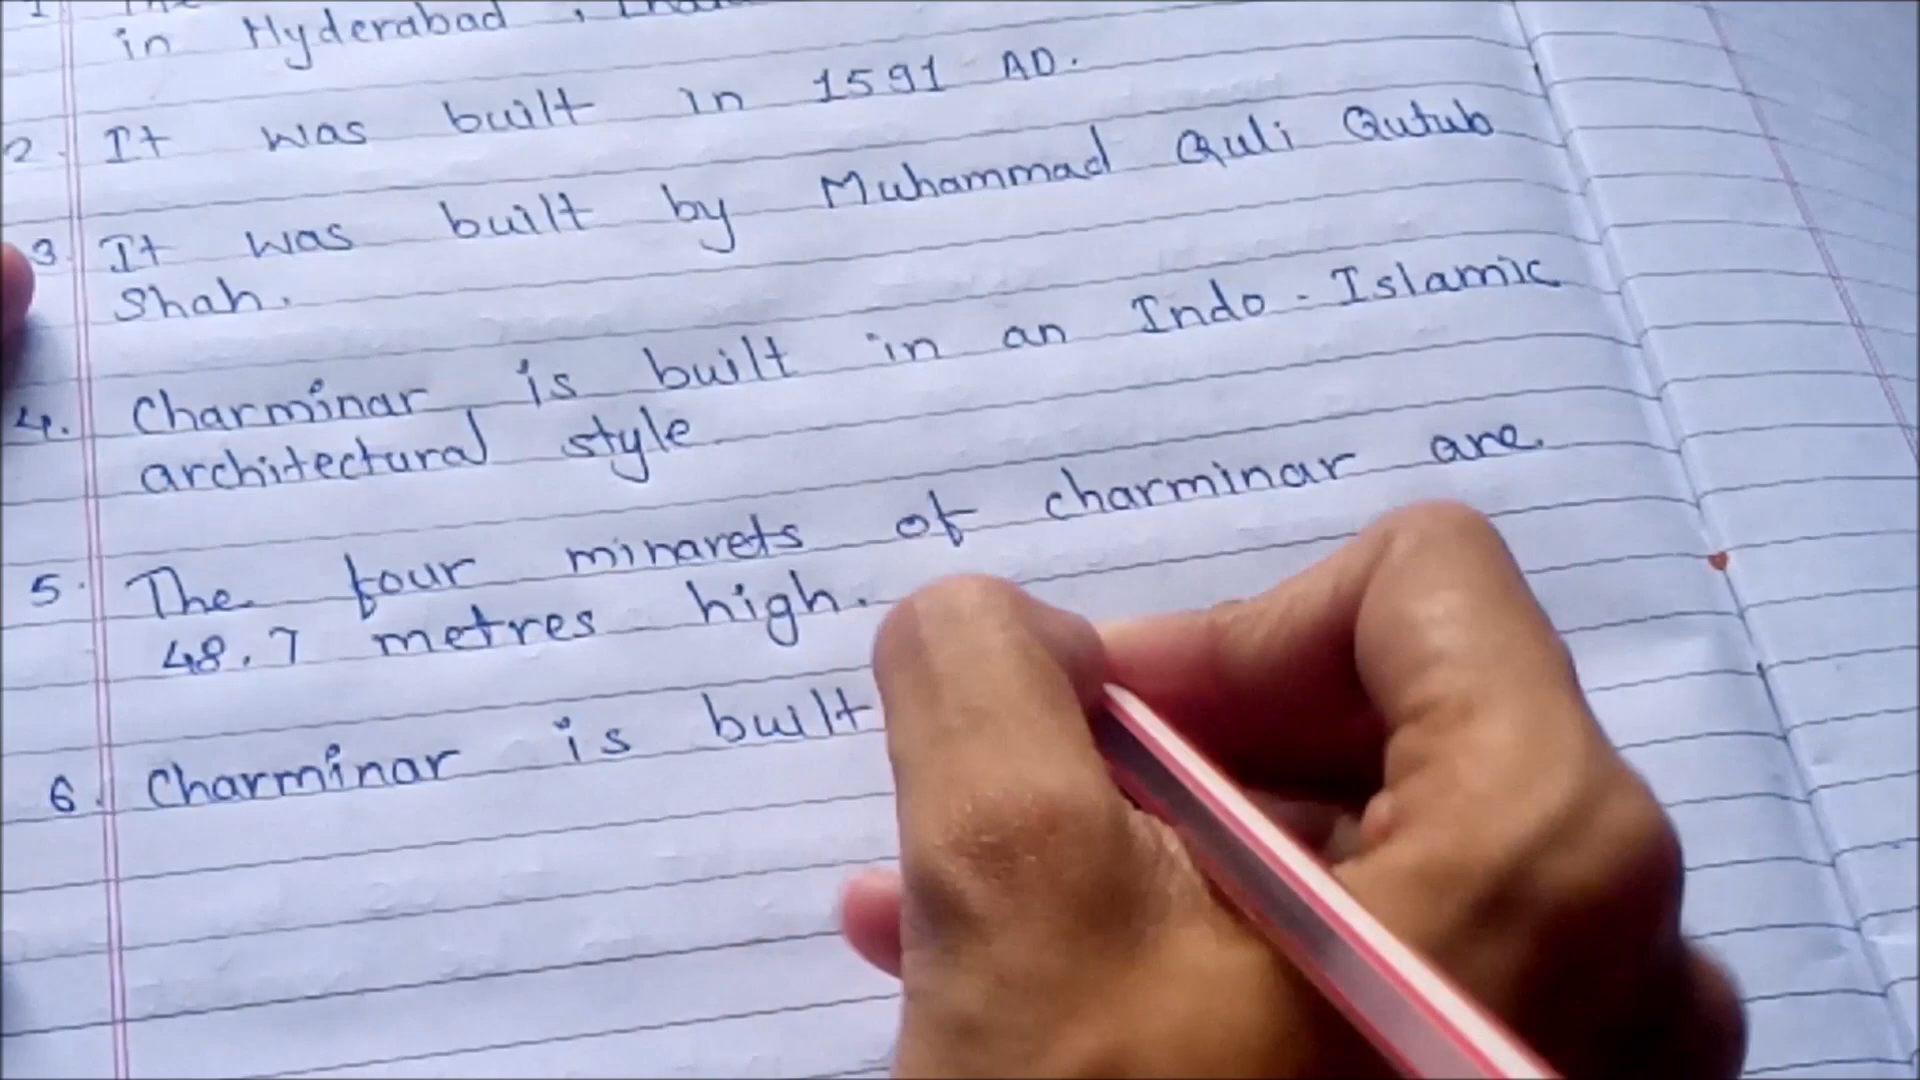 in Hyderabad ,
2. It was built in 1591 AD.
3. It was built by Muhammad Quli Qutub
Shah.
4. Charminar is built in an Indo - Islamic
architectural style
5. The four minarets of charminar are
48.7 metres high.
6. Charminar is built